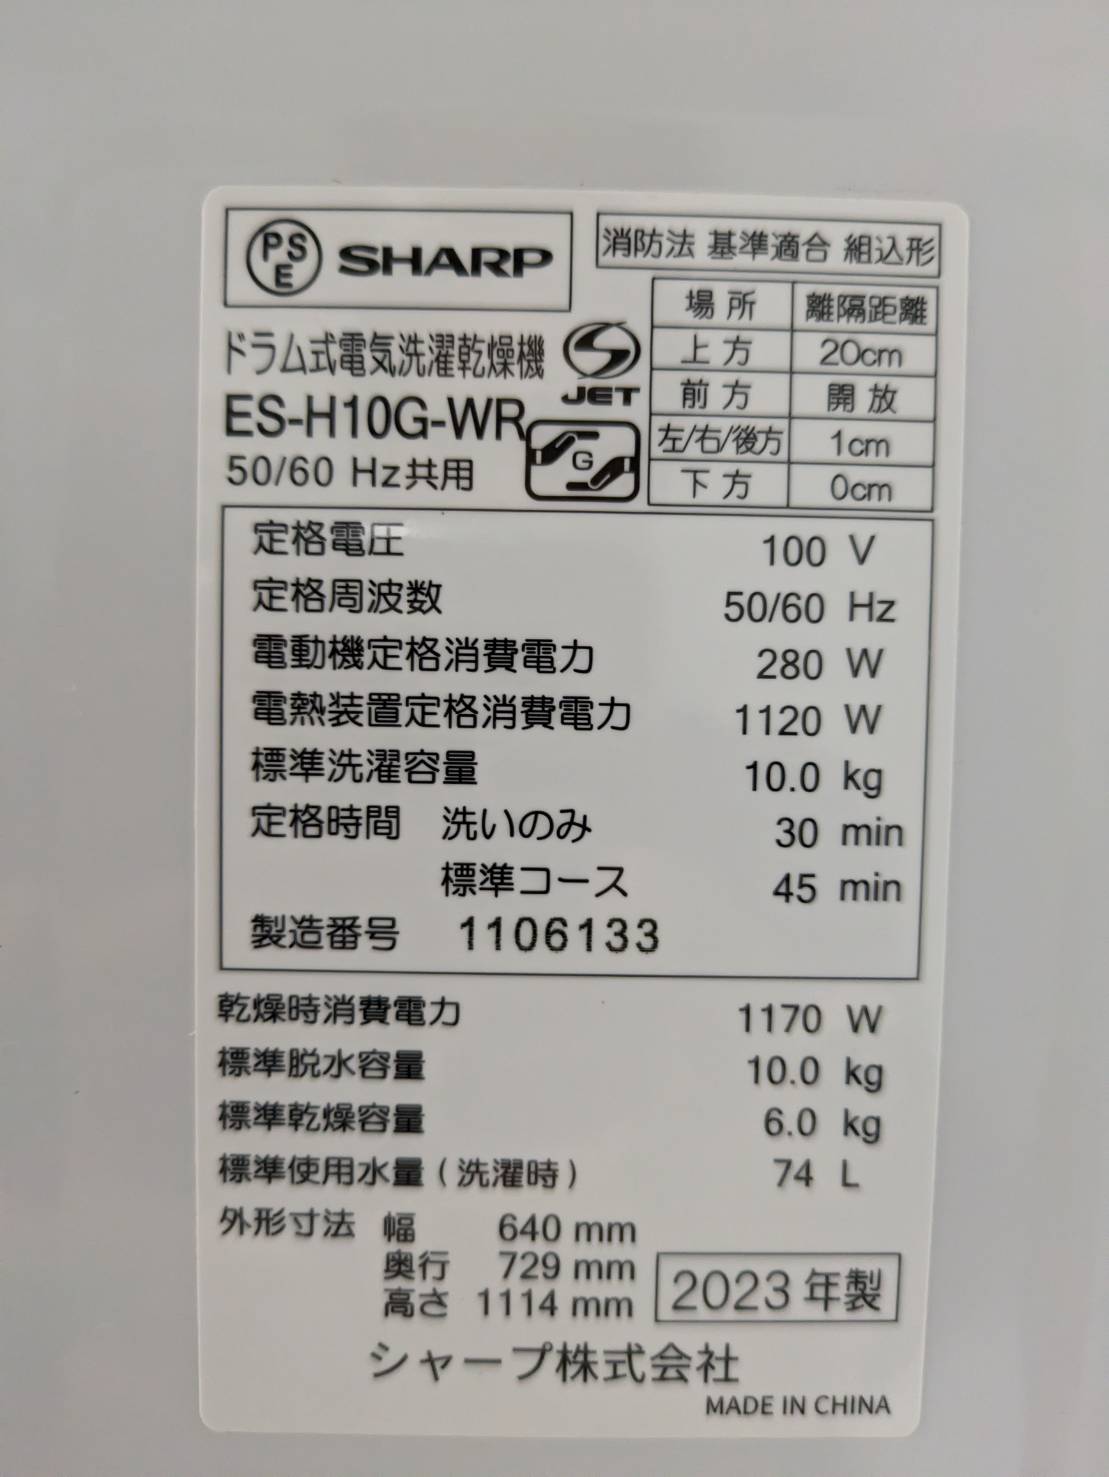 PSE SHARP
消防法 基準適合 組込形
場所 離隔距離
上方 20cm
前方 開放
左/右/後方 1cm
下方 0cm
ドラム式電気洗濯乾燥機
JET
ES-H10G-WR
G
50/60 Hz共用
定格電圧 100 V
定格周波数 50/60 Hz
電動機定格消費電力 280 W
電熱装置定格消費電力 1120 W
標準洗濯容量 10.0 kg
定格時間 洗いのみ 30 min
標準コース 45 min
製造番号 1106133
乾燥時消費電力 1170 W
標準脱水容量 10.0 kg
標準乾燥容量 6.0 kg
標準使用水量(洗濯時) 74 L
外形寸法 幅 640 mm
奥行 729 mm
高さ 1114 mm
2023年製
シャープ株式会社
MADE IN CHINA